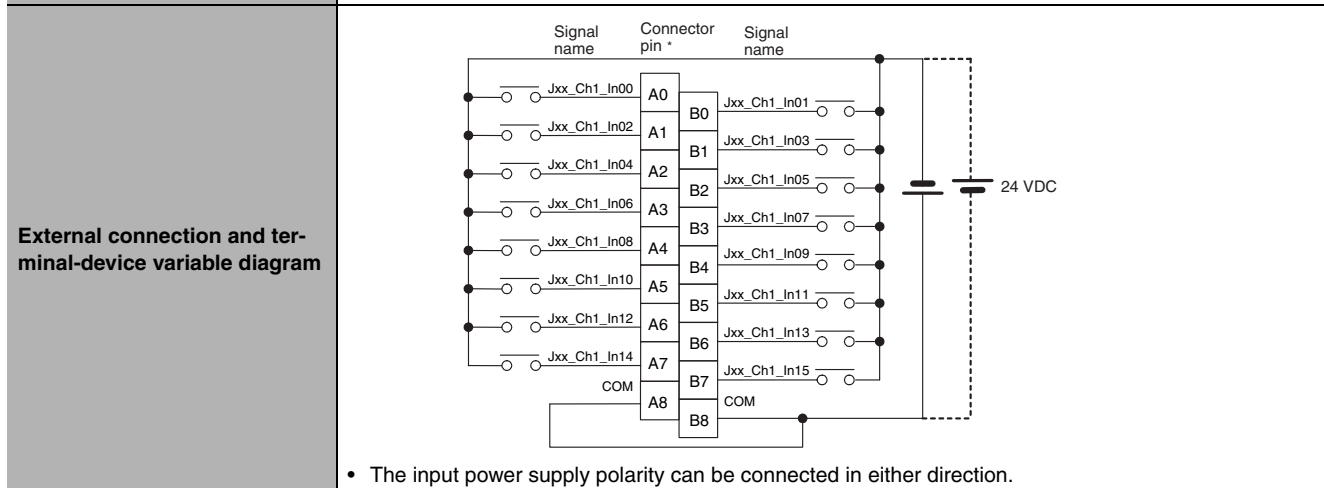 External connection and ter-
minal-device variable diagram
Signal
name
Connector
pin *
Signal
name
Jxx_Ch1_In00
A0
B0
Jxx_Ch1_In01
Jxx_Ch1_In02
A1
B1
Jxx_Ch1_In03
Jxx_Ch1_In04
A2
B2
Jxx_Ch1_In05
Jxx_Ch1_In06
A3
B3
Jxx_Ch1_In07
Jxx_Ch1_In08
A4
B4
Jxx_Ch1_In09
Jxx_Ch1_In10
A5
B5
Jxx_Ch1_In11
Jxx_Ch1_In12
A6
B6
Jxx_Ch1_In13
Jxx_Ch1_In14
A7
B7
Jxx_Ch1_In15
COM
A8
B8
COM
24 VDC
• The input power supply polarity can be connected in either direction.